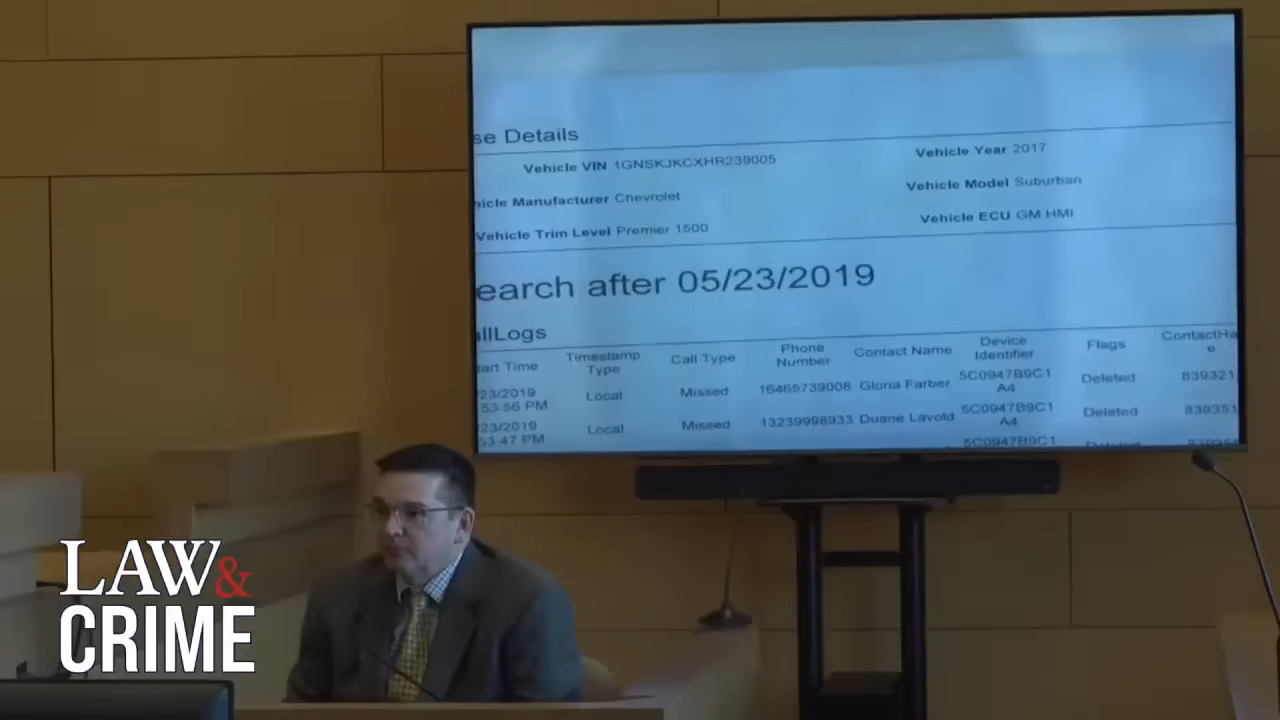 se Details
Vehicle VIN 1GNSKJKCXHR239005
Vehicle Year 2017
hicle Manufacturer Chevrolet
Vehicle Model Suburban
Vehicle Trim Level Premier 1500
Vehicle ECU GM HMI
earch after 05/23/2019
allLogs
tart Time Timestamp Type Call Type Phone Number Contact Name Device Identifier Flags ContactHa e
23/2019 53:56 PM Local Missed 16465739008 Gloria Farber 5C0947B9C1 A4 Deleted 839321
23/2019 53:47 PM Local Missed 13239998933 Duane Lavold 5C0947B9C1 A4 Deleted 839351
5C0947B9C1
LAW&
CRIME